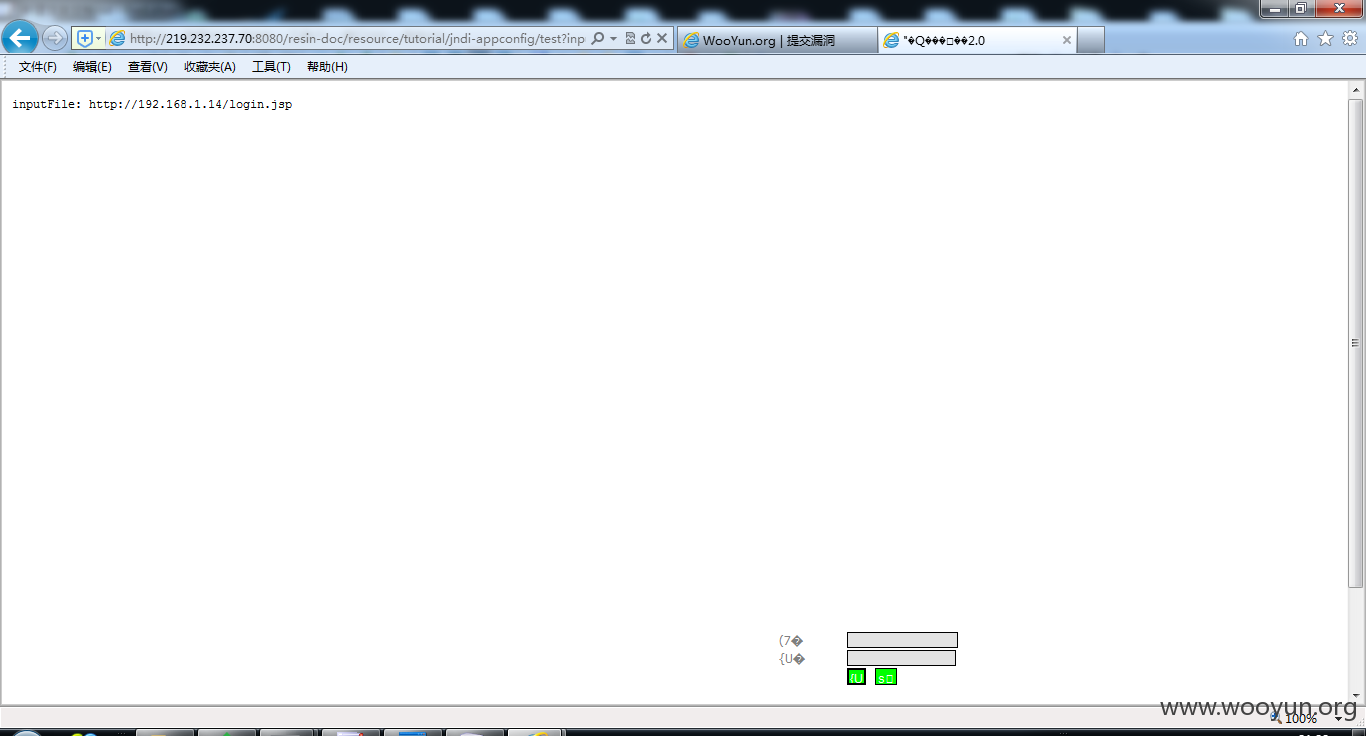 http://219.232.237.70:8080/resin-doc/resource/tutorial/jndi-appconfig/test?inp
WooYun.org | 提交漏洞
"�Q���□��2.0
文件(F) 编辑(E) 查看(V) 收藏夹(A) 工具(T) 帮助(H)
inputFile: http://192.168.1.14/login.jsp
(7�
{U�
www.wooyun.org
100%